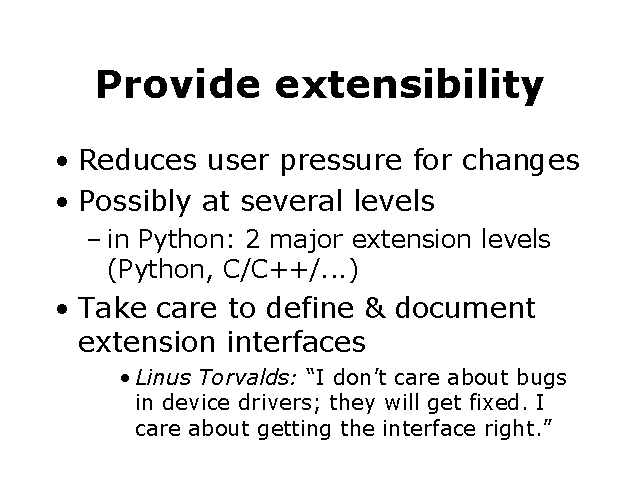 Provide extensibility
• Reduces user pressure for changes
• Possibly at several levels
– in Python: 2 major extension levels
(Python, C/C++/...)
• Take care to define & document
extension interfaces
• Linus Torvalds: “I don’t care about bugs
in device drivers; they will get fixed. I
care about getting the interface right.”